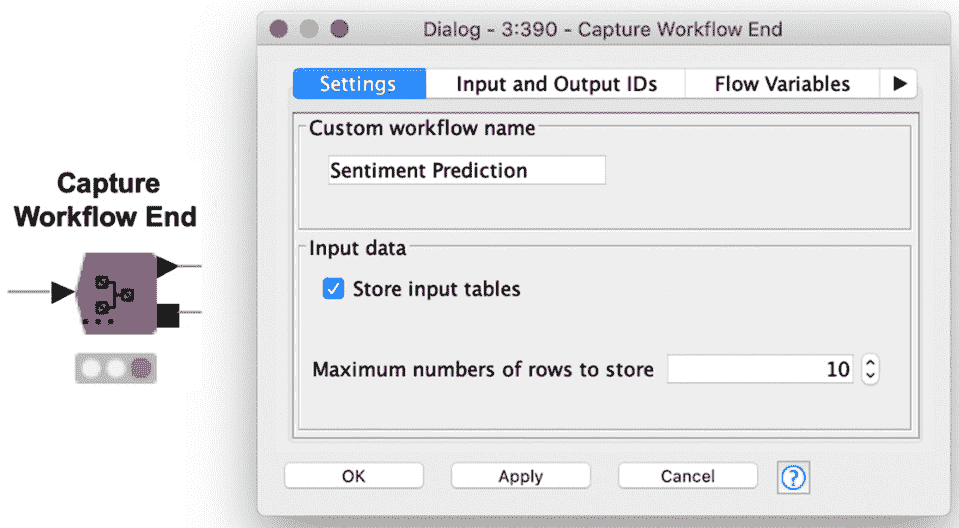 Capture
Workflow End
Dialog - 3:390 - Capture Workflow End
Settings
Input and Output IDs
Flow Variables
Custom workflow name
Sentiment Prediction
Input data
Store input tables
Maximum numbers of rows to store
10
OK
Apply
Cancel
?